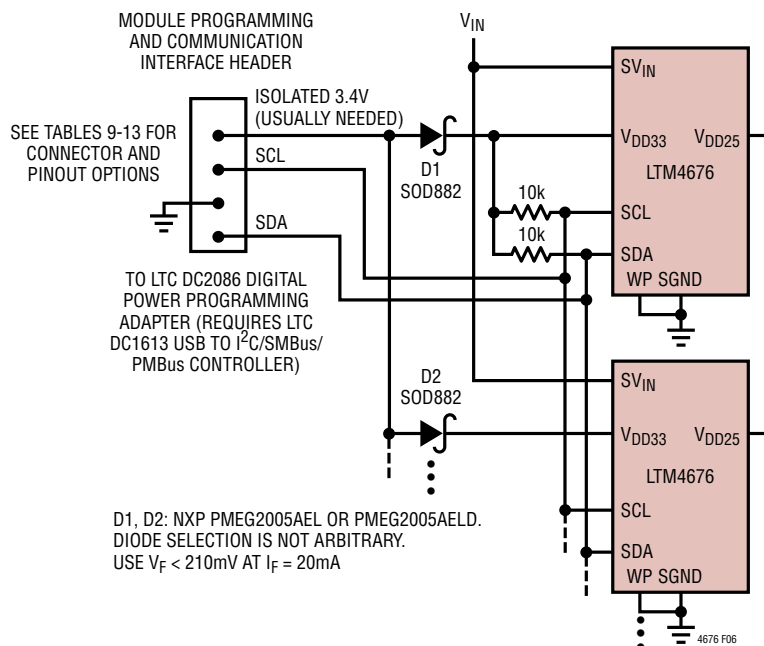 MODULE PROGRAMMING
AND COMMUNICATION
INTERFACE HEADER
V_IN
SEE TABLES 9-13 FOR
CONNECTOR AND
PINOUT OPTIONS
ISOLATED 3.4V
(USUALLY NEEDED)
SCL
SDA
D1
SOD882
10k
10k
SV_IN
V_DD33
V_DD25
LTM4676
SCL
SDA
WP SGND
TO LTC DC2086 DIGITAL
POWER PROGRAMMING
ADAPTER (REQUIRES LTC
DC1613 USB TO I²C/SMBus/
PMBus CONTROLLER)
D2
SOD882
SV_IN
V_DD33
V_DD25
LTM4676
SCL
SDA
WP SGND
D1, D2: NXP PMEG2005AEL OR PMEG2005AELD.
DIODE SELECTION IS NOT ARBITRARY.
USE V_F < 210mV AT I_F = 20mA
4676 F06